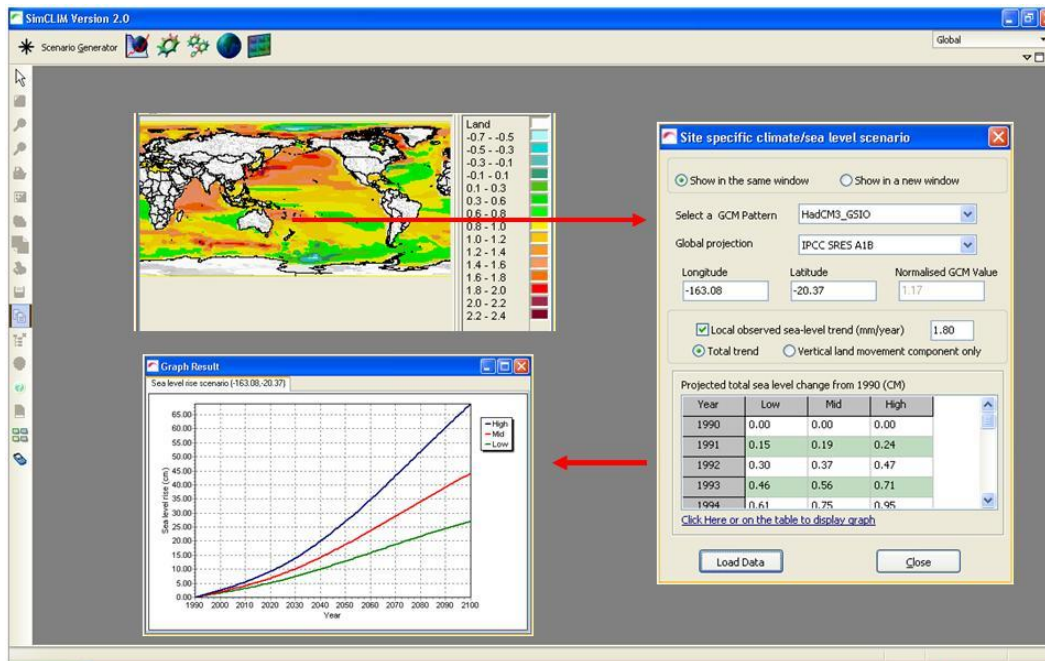 SimCLIM Version 2.0
Scenario Generator
Global
Land
-0.7 - -0.5
-0.5 - -0.3
-0.3 - -0.1
-0.1 - 0.1
0.1 - 0.3
0.3 - 0.6
0.6 - 0.8
0.8 - 1.0
1.0 - 1.2
1.2 - 1.4
1.4 - 1.6
1.6 - 1.8
1.8 - 2.0
2.0 - 2.2
2.2 - 2.4
Site specific climate/sea level scenario
Show in the same window Show in a new window
Select a GCM Pattern HadCM3_GSIO
Global projection IPCC SRES A1B
Longitude Latitude Normalised GCM Value
-163.08 -20.37 1.17
Local observed sea-level trend (mm/year) 1.80
Total trend Vertical land movement component only
Projected total sea level change from 1990 (CM)
Year Low Mid High
1990 0.00 0.00 0.00
1991 0.15 0.19 0.24
1992 0.30 0.37 0.47
1993 0.46 0.56 0.71
1994 0.61 0.75 0.95
Click Here or on the table to display graph
Load Data Close
Graph Result
Sea level rise scenario (-163.08,-20.37)
Sea level rise (cm)
65.00
60.00
55.00
50.00
45.00
40.00
35.00
30.00
25.00
20.00
15.00
10.00
5.00
0.00
1990 2000 2010 2020 2030 2040 2050 2060 2070 2080 2090 2100
Year
High
Mid
Low